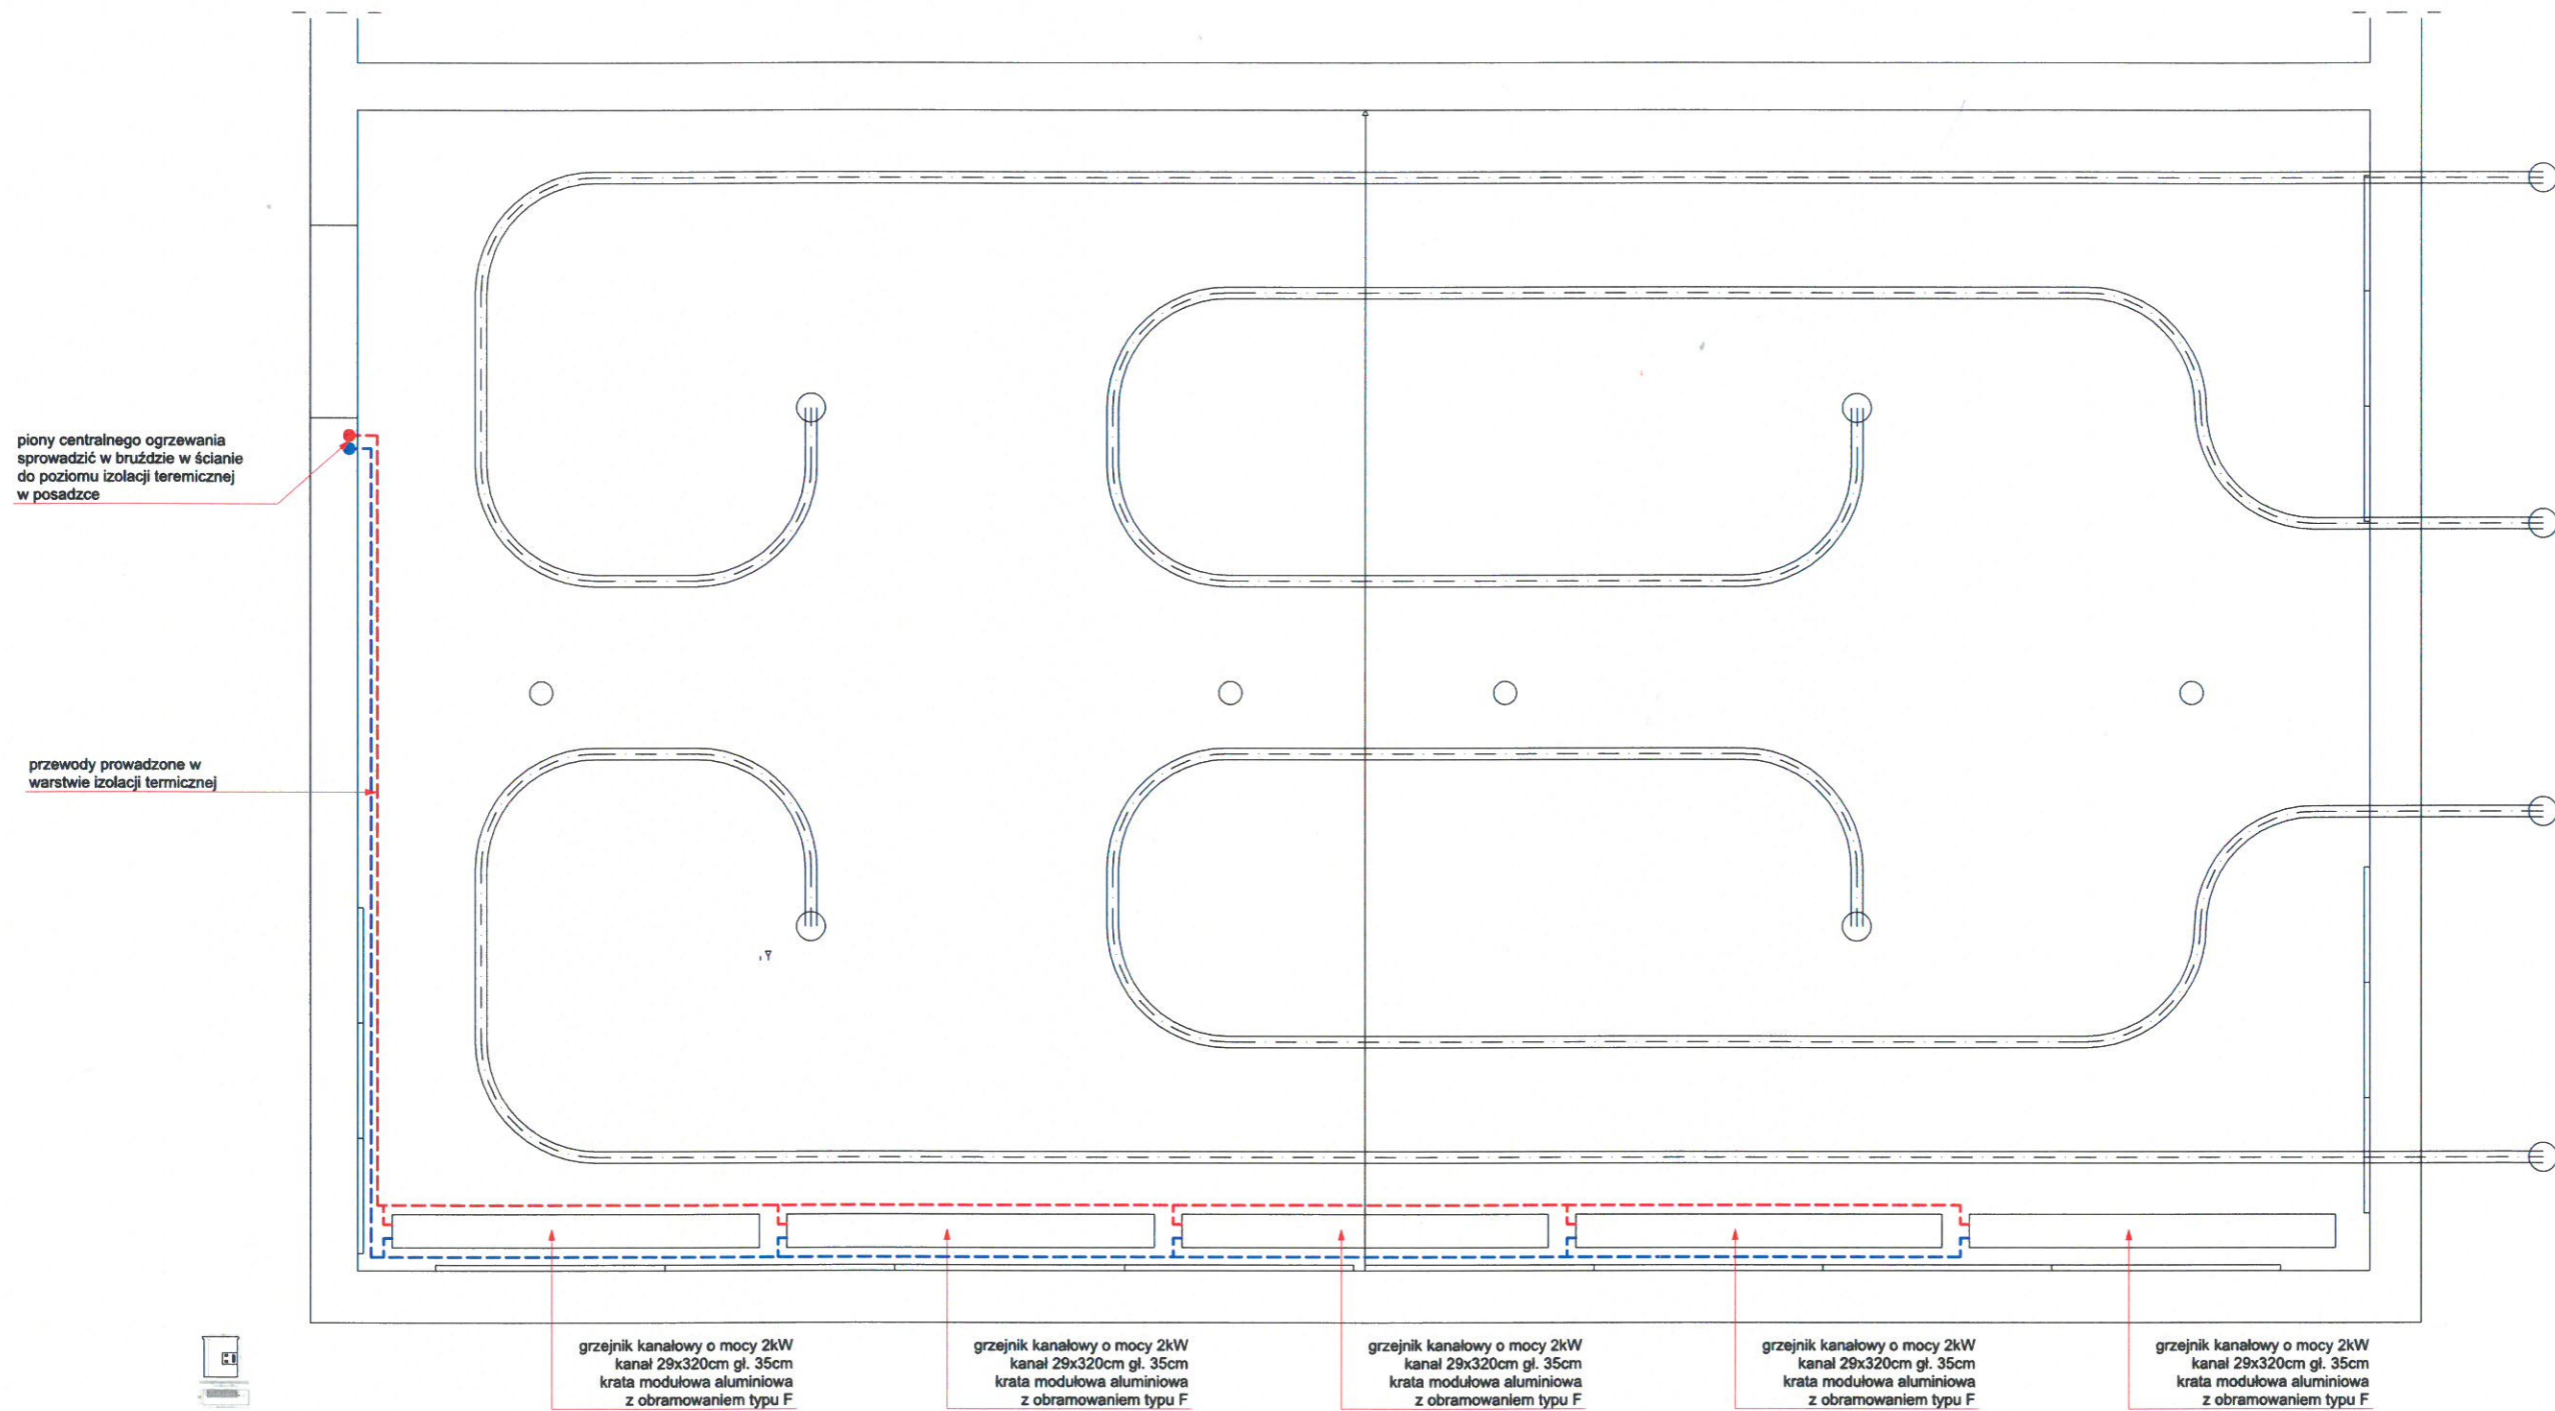 piony centralnego ogrzewania
sprowadzić w bruździe w ścianie
do poziomu izolacji teremicznej
w posadzce
przewody prowadzone w
warstwie izolacji termicznej
grzejnik kanałowy o mocy 2kW
kanał 29x320cm gł. 35cm
krata modułowa aluminiowa
z obramowaniem typu F
grzejnik kanałowy o mocy 2kW
kanał 29x320cm gł. 35cm
krata modułowa aluminiowa
z obramowaniem typu F
grzejnik kanałowy o mocy 2kW
kanał 29x320cm gł. 35cm
krata modułowa aluminiowa
z obramowaniem typu F
grzejnik kanałowy o mocy 2kW
kanał 29x320cm gł. 35cm
krata modułowa aluminiowa
z obramowaniem typu F
grzejnik kanałowy o mocy 2kW
kanał 29x320cm gł. 35cm
krata modułowa aluminiowa
z obramowaniem typu F